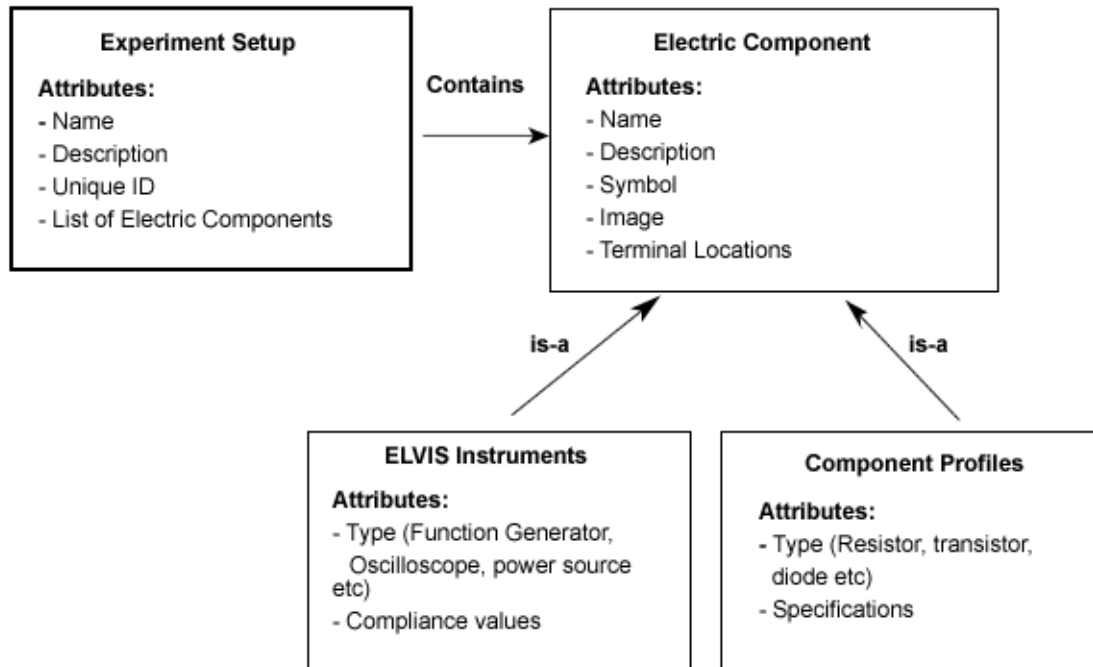 Experiment Setup
Attributes:
- Name
- Description
- Unique ID
- List of Electric Components
Contains
Electric Component
Attributes:
- Name
- Description
- Symbol
- Image
- Terminal Locations
is-a
is-a
ELVIS Instruments
Attributes:
- Type (Function Generator,
Oscilloscope, power source
etc)
- Compliance values
Component Profiles
Attributes:
- Type (Resistor, transistor,
diode etc)
- Specifications